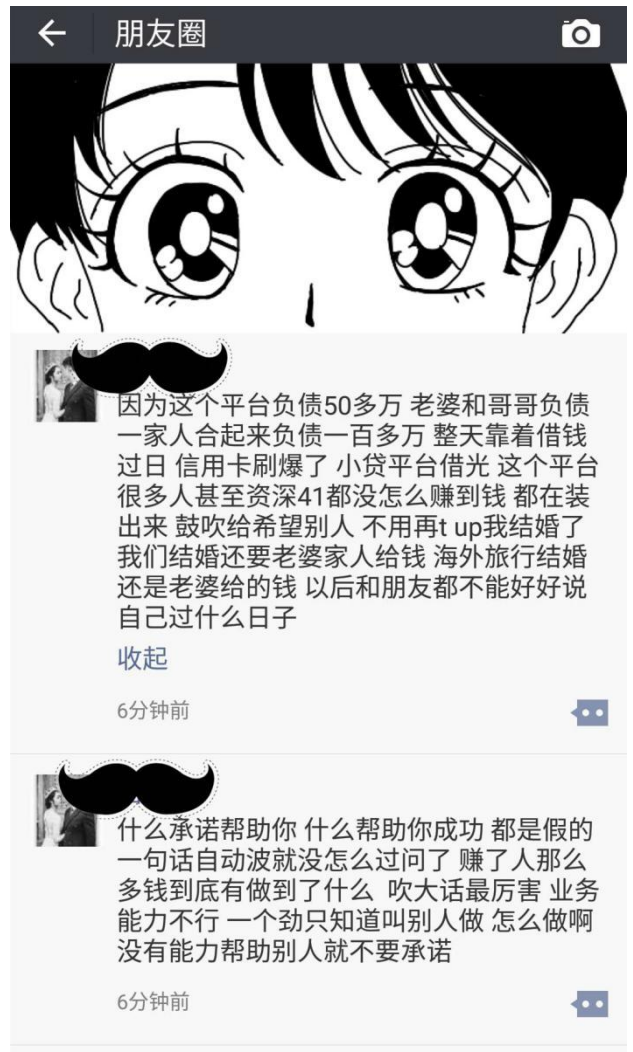 朋友圈
因为这个平台负债50多万 老婆和哥哥负债
一家人合起来负债一百多万 整天靠着借钱
过日 信用卡刷爆了 小贷平台借光 这个平台
很多人甚至资深41都没怎么赚到钱 都在装
出来 鼓吹给希望别人 不用再t up我结婚了
我们结婚还要老婆家人给钱 海外旅行结婚
还是老婆给的钱 以后和朋友都不能好好说
自己过什么日子
收起
6分钟前
什么承诺帮助你 什么帮助你成功 都是假的
一句话自动波就没怎么过问了 赚了人那么
多钱到底有做到了什么 吹大话最厉害 业务
能力不行 一个劲只知道叫别人做 怎么做啊
没有能力帮助别人就不要承诺
6分钟前